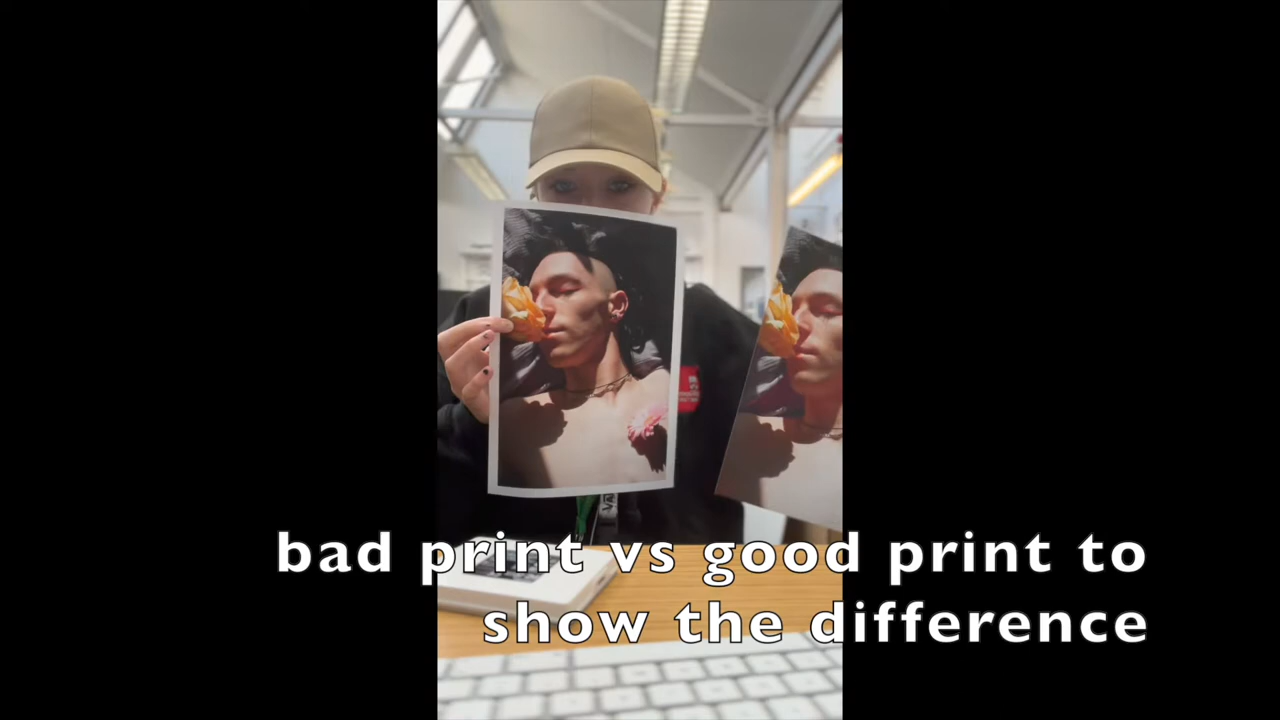 bad print vs good print to
show the difference